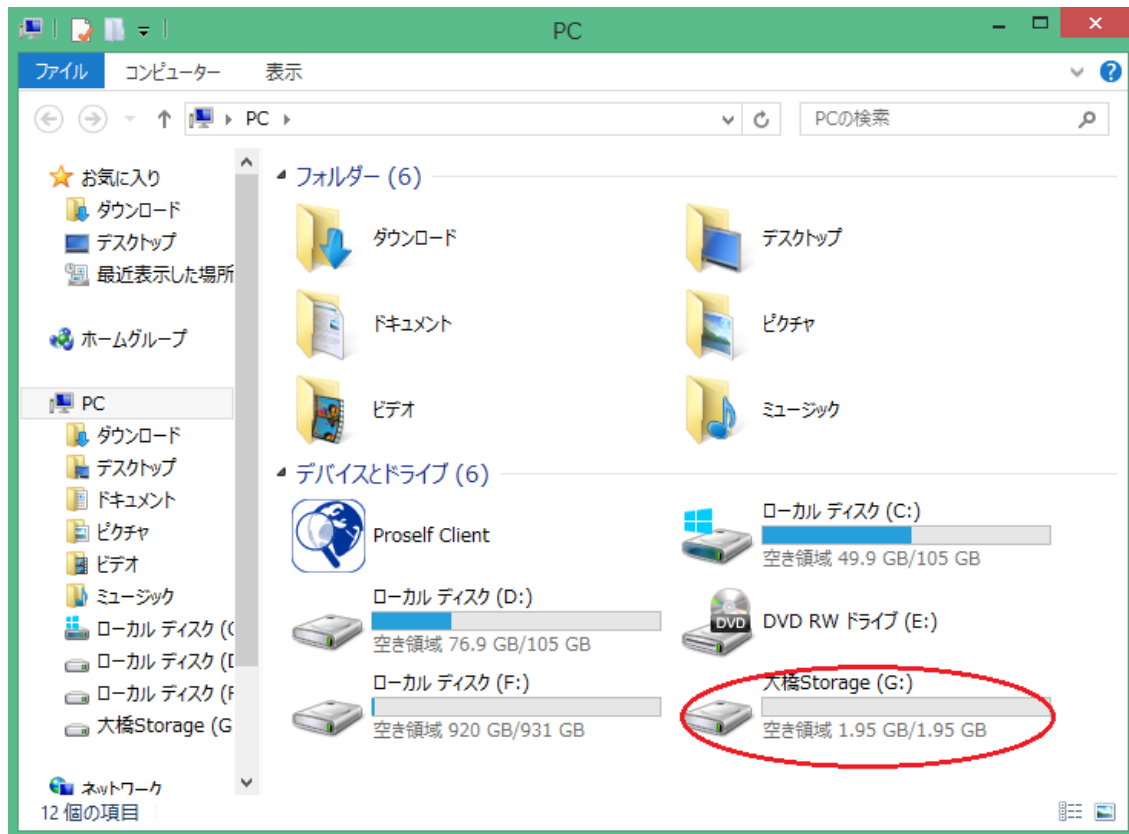 PC
ファイル
コンピューター
表示
PC
PCの検索
お気に入り
ダウンロード
デスクトップ
最近表示した場所
ホームグループ
PC
ダウンロード
デスクトップ
ドキュメント
ピクチャ
ビデオ
ミュージック
ローカル ディスク (C
ローカル ディスク (D
ローカル ディスク (F
大橋Storage (G
ネットワーク
フォルダー (6)
ダウンロード
デスクトップ
ドキュメント
ピクチャ
ビデオ
ミュージック
デバイスとドライブ (6)
Proself Client
ローカル ディスク (C:)
空き領域 49.9 GB/105 GB
ローカル ディスク (D:)
空き領域 76.9 GB/105 GB
DVD
DVD RW ドライブ (E:)
ローカル ディスク (F:)
空き領域 920 GB/931 GB
大橋Storage (G:)
空き領域 1.95 GB/1.95 GB
12 個の項目